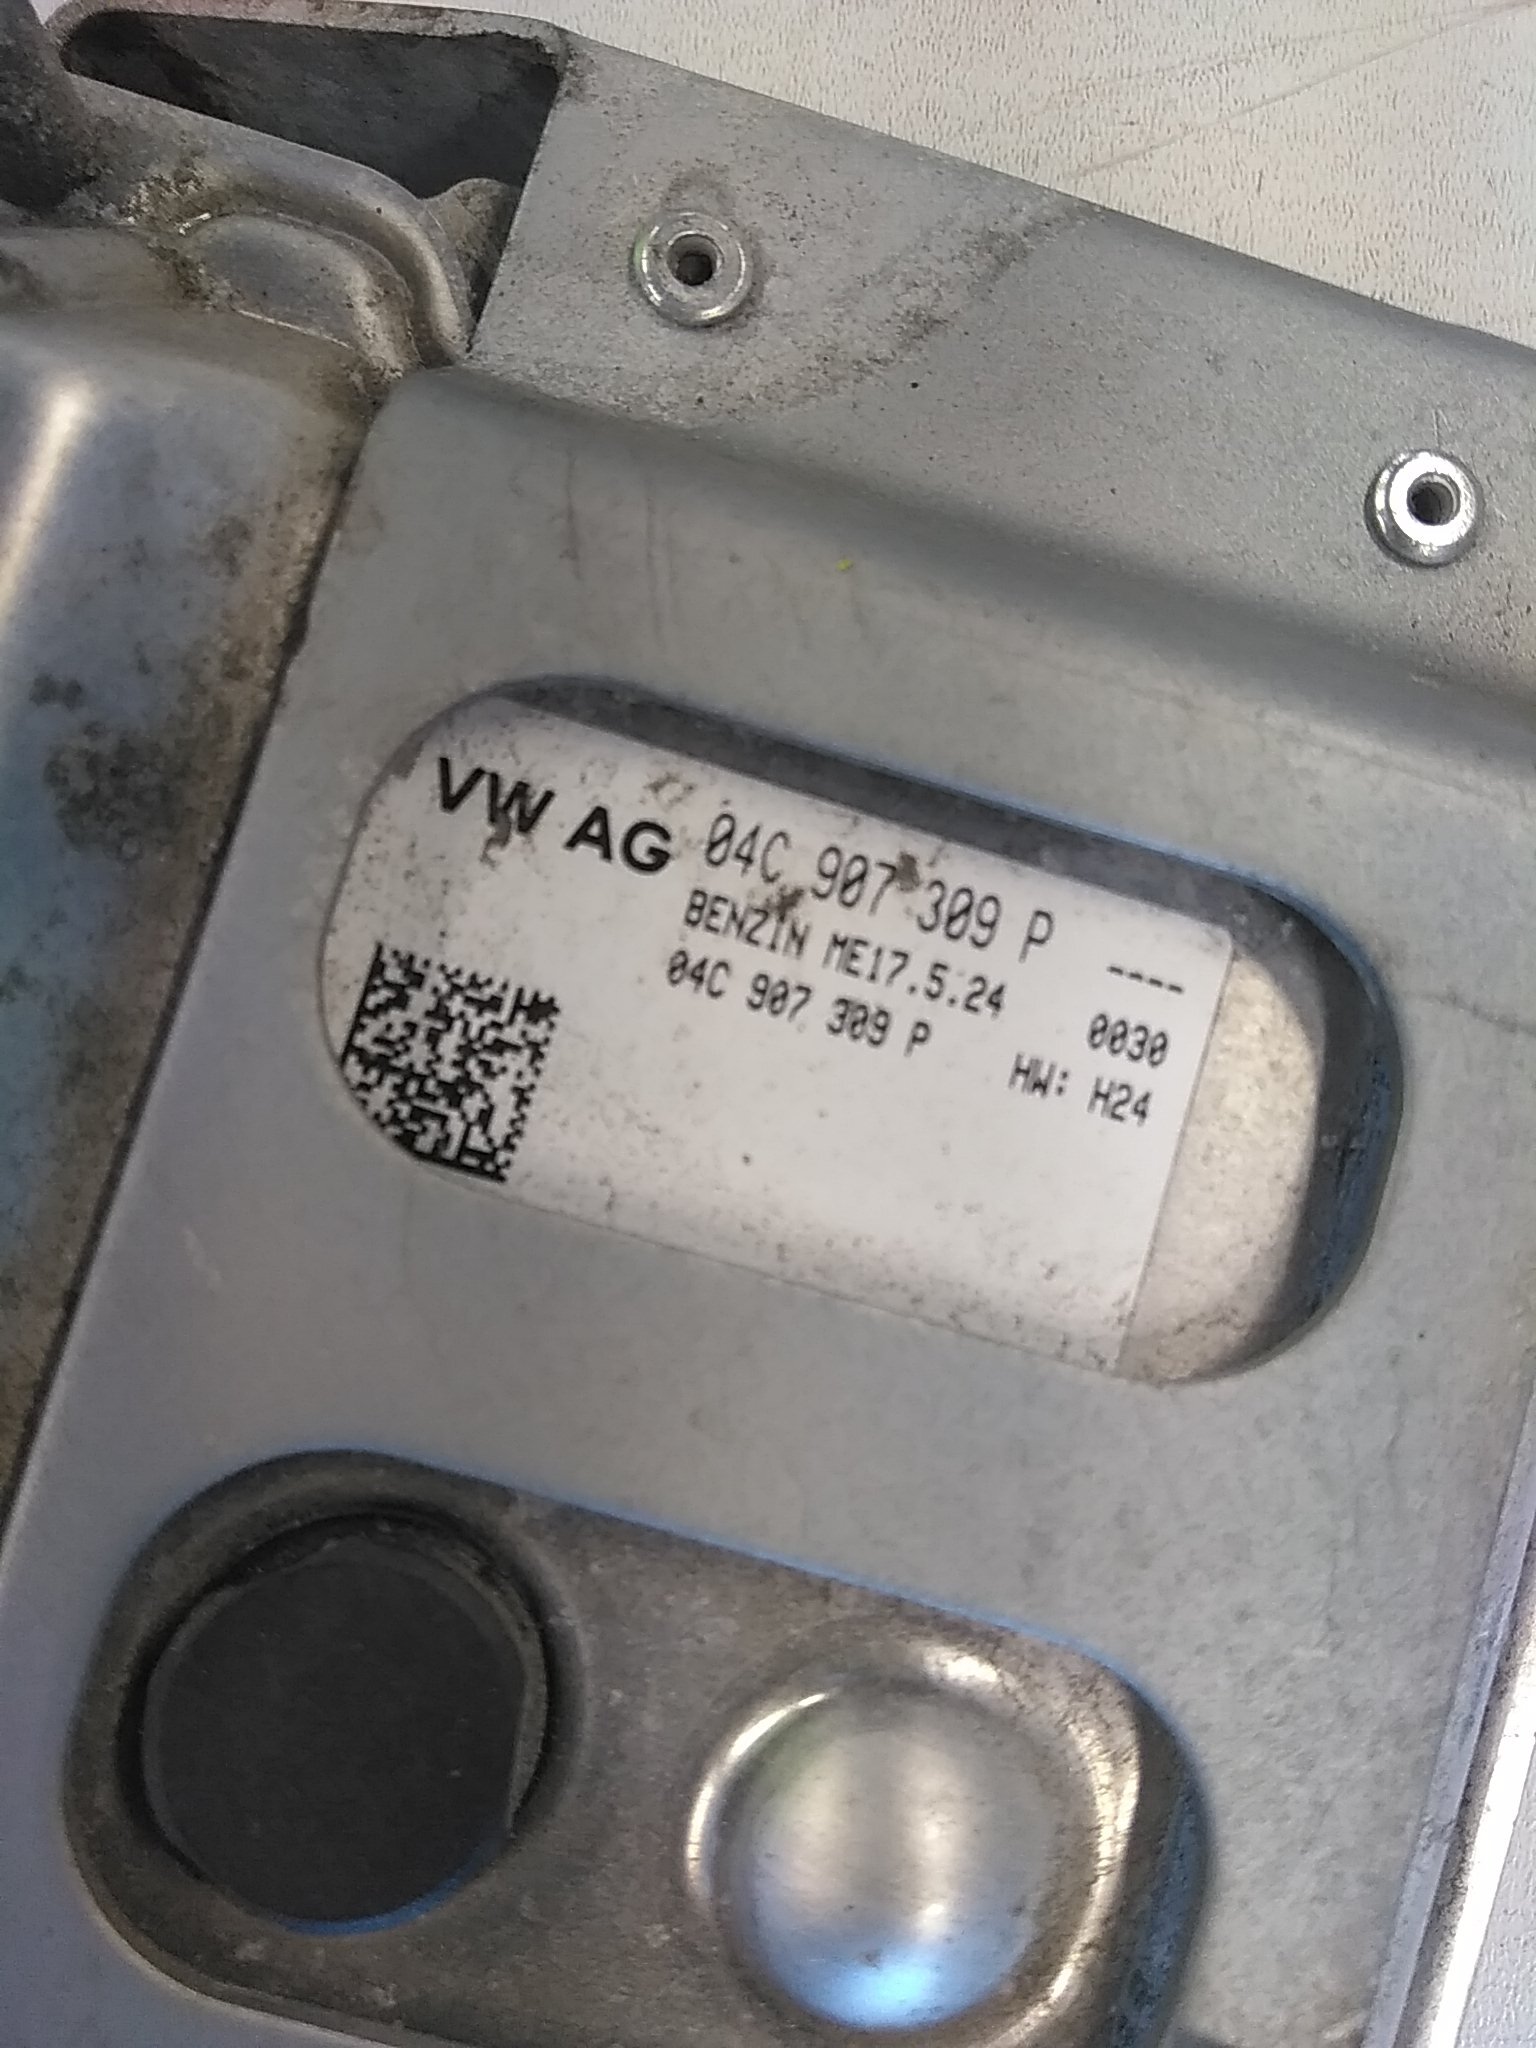 VW AG 04C 907 309 P ----
BENZIN ME17.5.24 0030
04C 907 309 P HW: H24